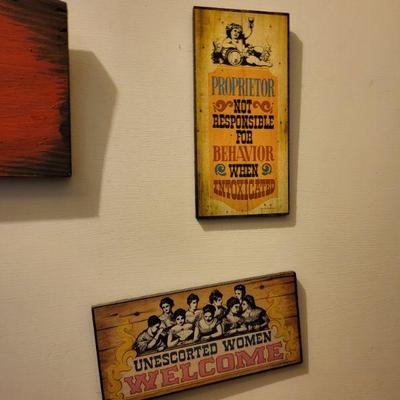 PROPRIETOR
NOT
RESPONSIBLE
FOR
BEHAVIOR
WHEN
INTOXICATED
UNESCORTED WOMEN
WELCOME